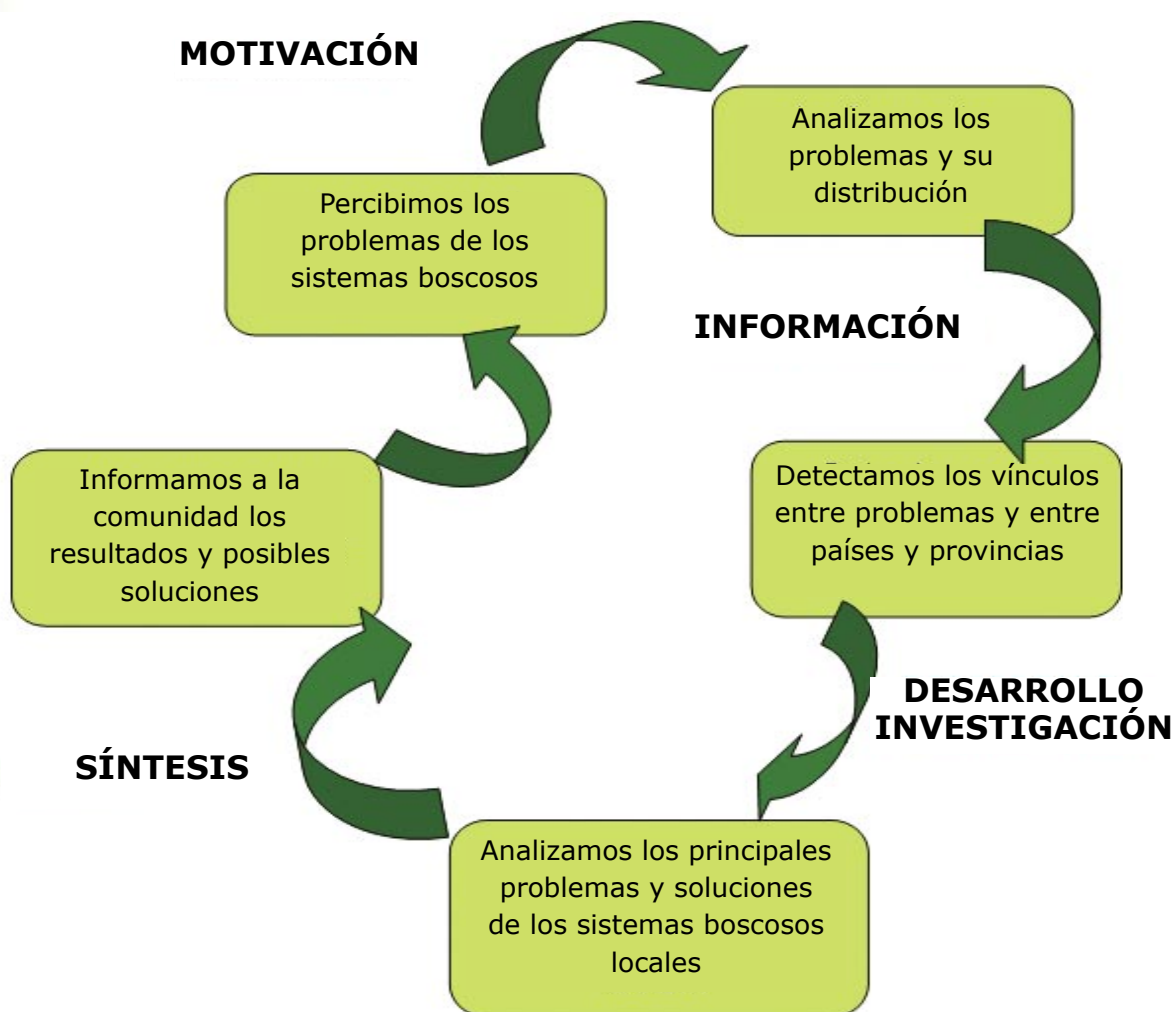 MOTIVACIÓN
Percibimos los
problemas de los
sistemas boscosos
Analizamos los
problemas y su
distribución
INFORMACIÓN
Detectamos los vínculos
entre problemas y entre
países y provincias
DESARROLLO
INVESTIGACIÓN
Analizamos los principales
problemas y soluciones
de los sistemas boscosos
locales
SÍNTESIS
Informamos a la
comunidad los
resultados y posibles
soluciones